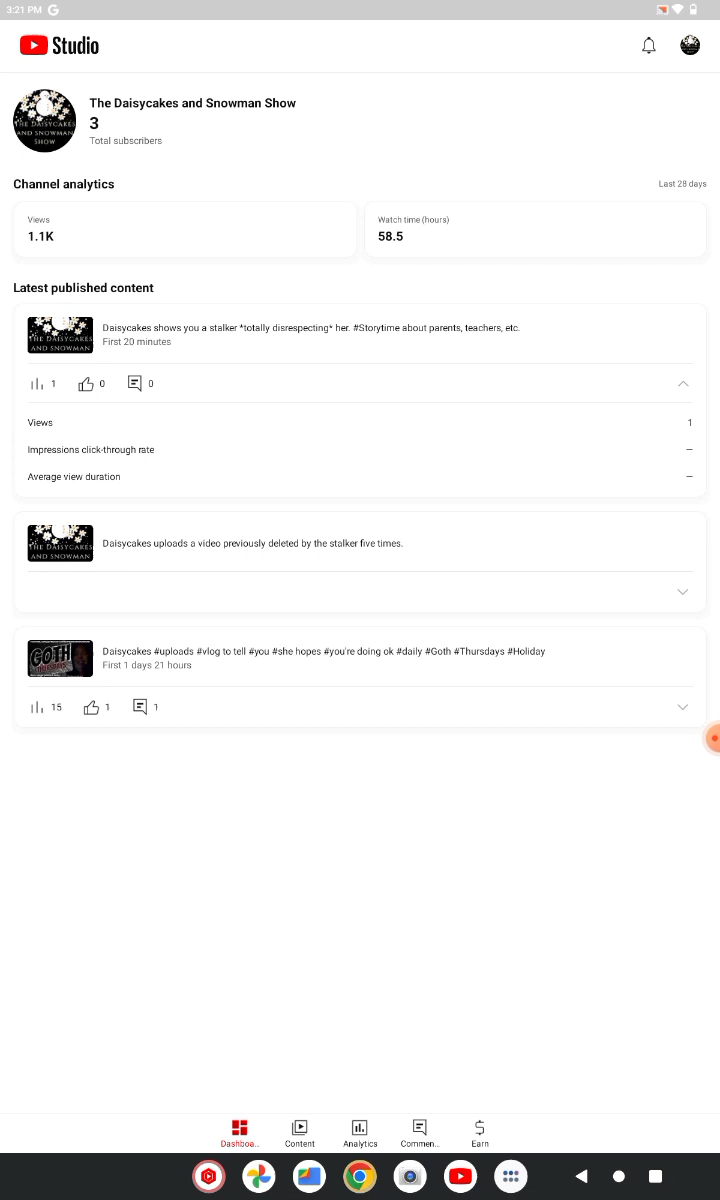 3:21 PM G
Studio
THE DAISYCAKES
AND SNOWMAN
SHOW
The Daisycakes and Snowman Show
3
Total subscribers
Channel analytics
Last 28 days
Views
1.1K
Watch time (hours)
58.5
Latest published content
THE DAISYCAKES
AND SNOWMAN
Daisycakes shows you a stalker *totally disrespecting* her. #Storytime about parents, teachers, etc.
First 20 minutes
1 0 0
Views 1
Impressions click-through rate –
Average view duration –
THE DAISYCAKES
AND SNOWMAN
Daisycakes uploads a video previously deleted by the stalker five times.
GOTH
Daisycakes #uploads #vlog to tell #you #she hopes #you're doing ok #daily #Goth #Thursdays #Holiday
First 1 days 21 hours
15 1 1
Dashboa..
Content
Analytics
Commen..
Earn